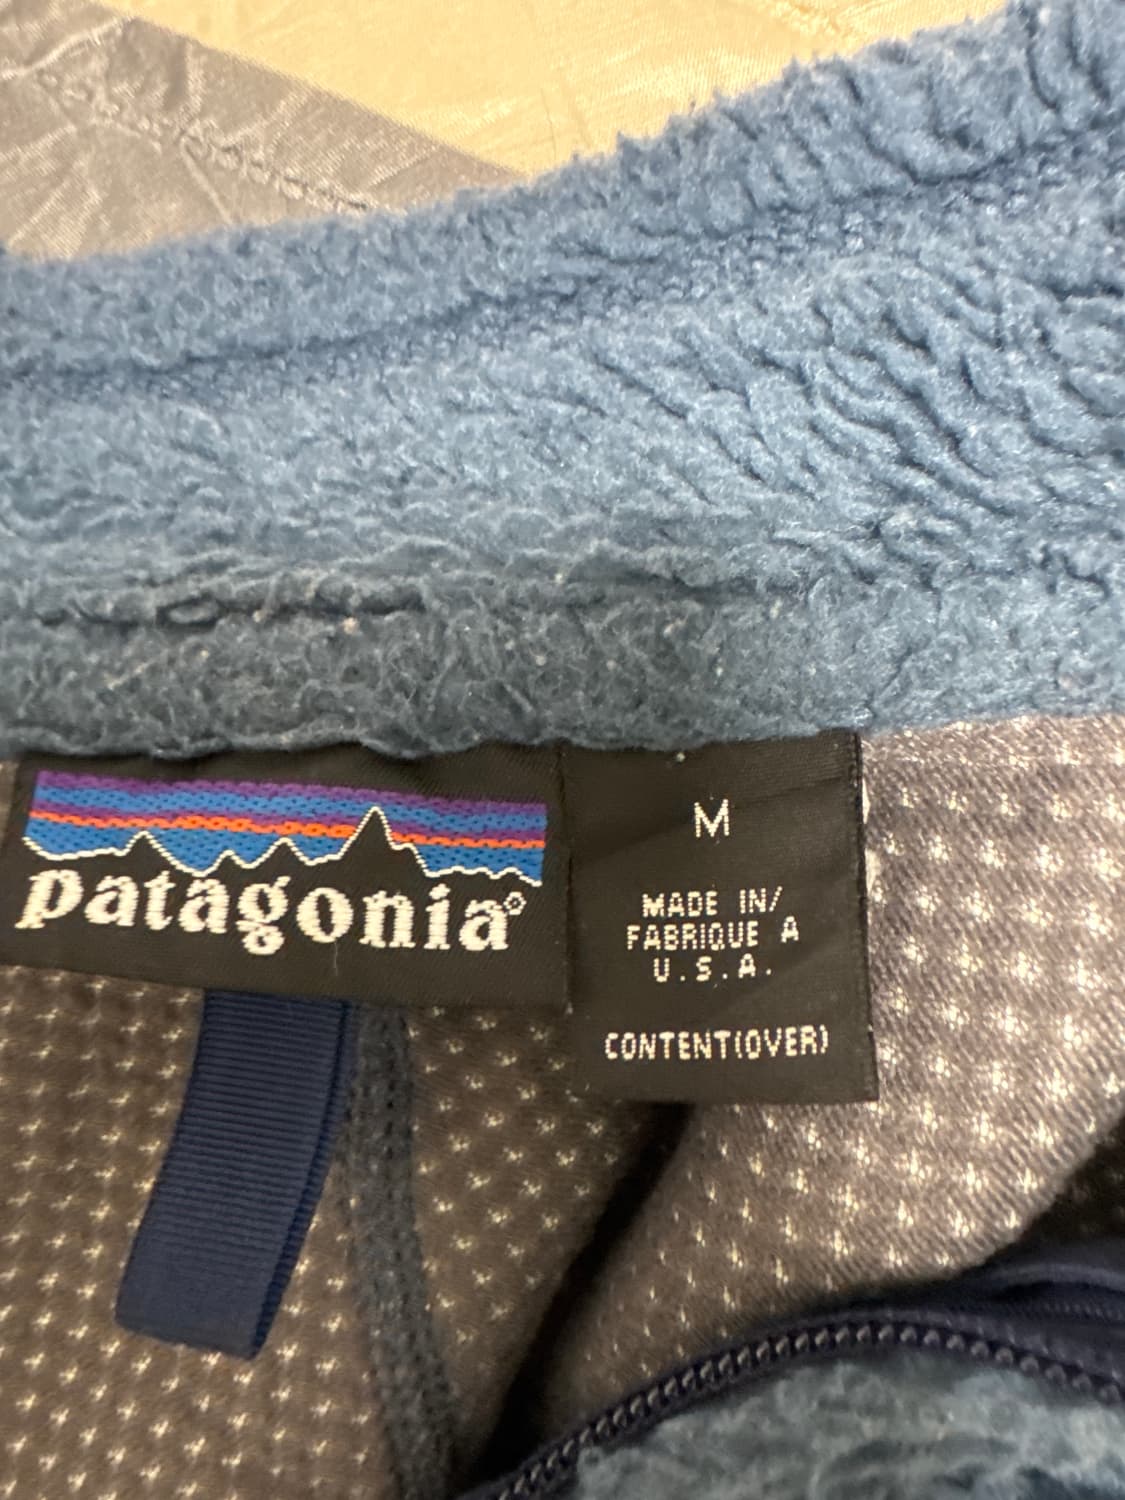 patagonia®
M
MADE IN/
FABRIQUE A
U.S.A.
CONTENT(OVER)